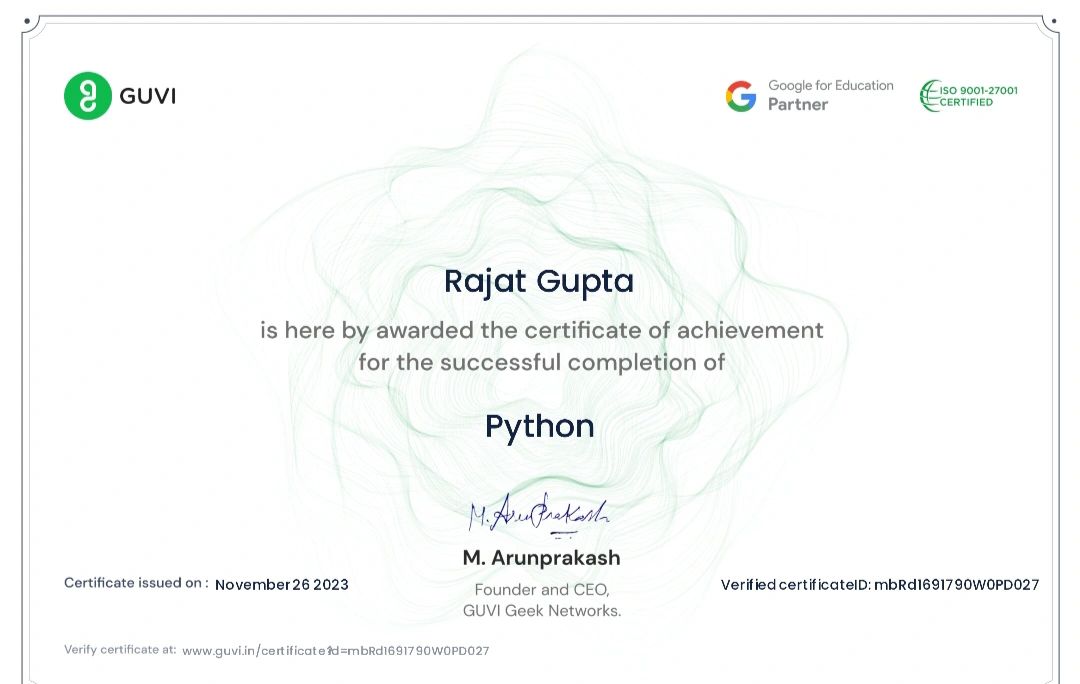 GUVI
Google for Education
Partner
ISO 9001-27001
CERTIFIED
Rajat Gupta
is here by awarded the certificate of achievement
for the successful completion of
Python
M. ArunPrakash
M. Arunprakash
Founder and CEO,
GUVI Geek Networks.
Certificate issued on : November 26 2023
Verified certificateID: mbRd1691790W0PD027
Verify certificate at: www.guvi.in/certificate?id=mbRd1691790W0PD027